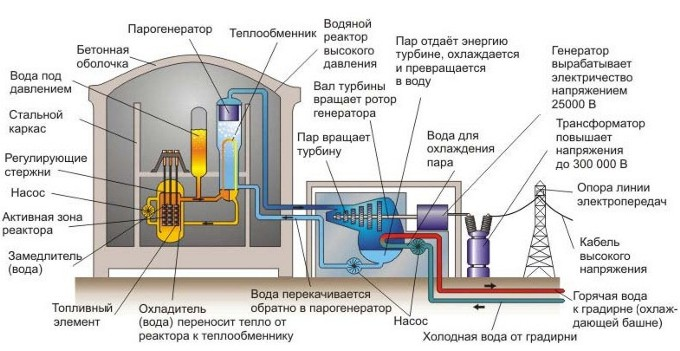 Парогенератор
Теплообменник
Водяной
реактор
высокого
давления
Пар отдаёт энергию
турбине, охлаждается
и превращается
в воду
Генератор
вырабатывает
электричество
напряжением
25000 В
Бетонная
оболочка
Вода под
давлением
Вал турбины
вращает ротор
генератора
Стальной
каркас
Пар вращает
турбину
Вода для
охлаждения
пара
Трансформатор
повышает
напряжения
до 300 000 В
Регулирующие
стержни
Насос
Опора линии
электропередач
Активная зона
реактора
Замедлитель
(вода)
Кабель
высокого
напряжения
Топливный
элемент
Охладитель
(вода) переносит тепло от
реактора к теплообменнику
Вода перекачивается
обратно в парогенератор
Насос
Холодная вода от градирни
Горячая вода
к градирне (охлаж-
дающей башне)